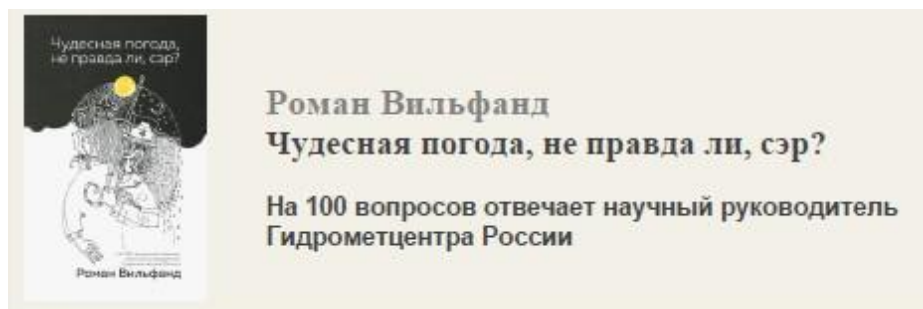 Чудесная погода,
не правда ли, сэр?
Роман Вильфанд
Роман Вильфанд
Чудесная погода, не правда ли, сэр?
На 100 вопросов отвечает научный руководитель
Гидрометцентра России